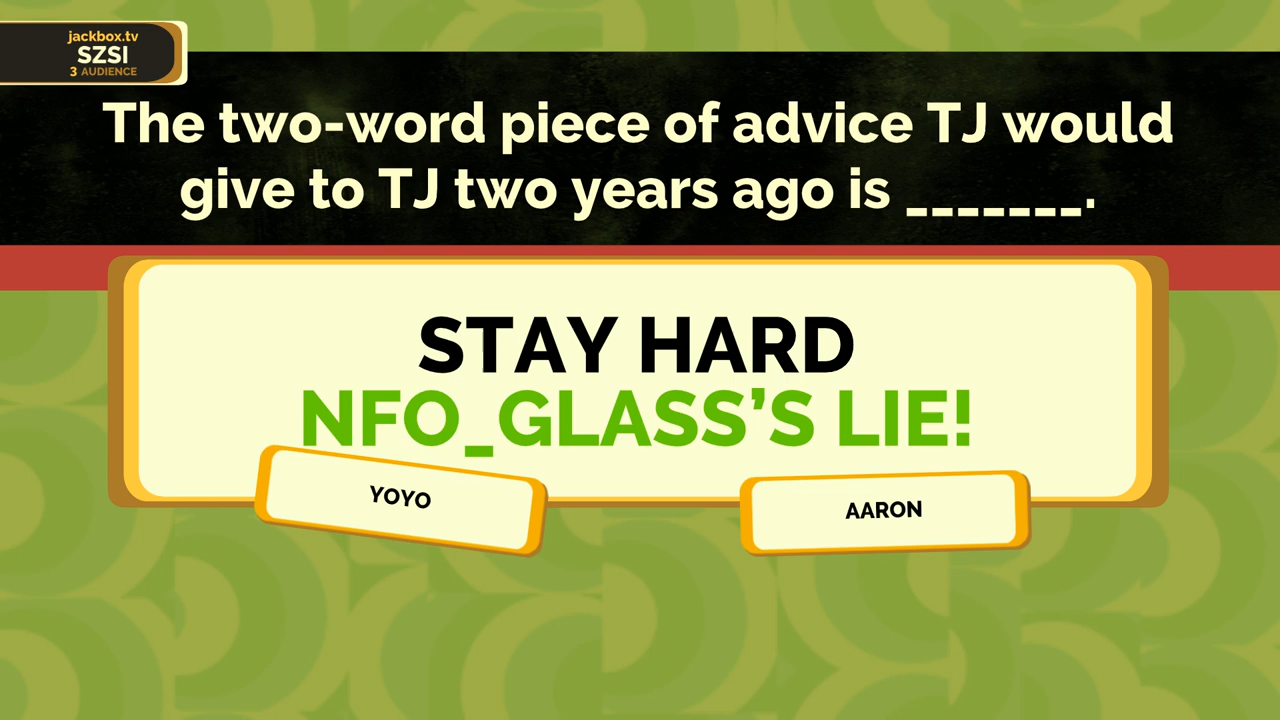 jackbox.tv
SZSI
3 AUDIENCE
The two-word piece of advice TJ would
give to TJ two years ago is _______.
STAY HARD
NFO_GLASS’S LIE!
YOYO
AARON